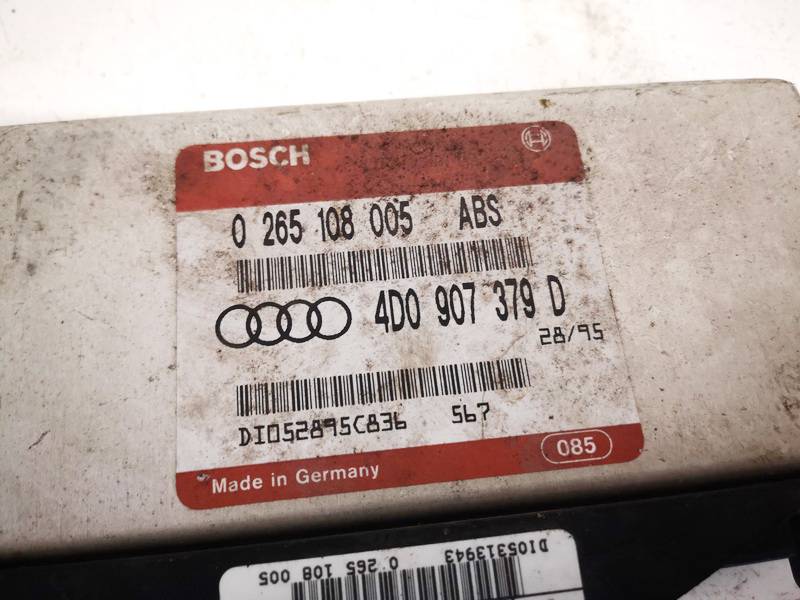 BOSCH
0 265 108 005 ABS
4D0 907 379 D
28/95
DI052895C836 567
Made in Germany 085
DI05313943
0 265 108 005